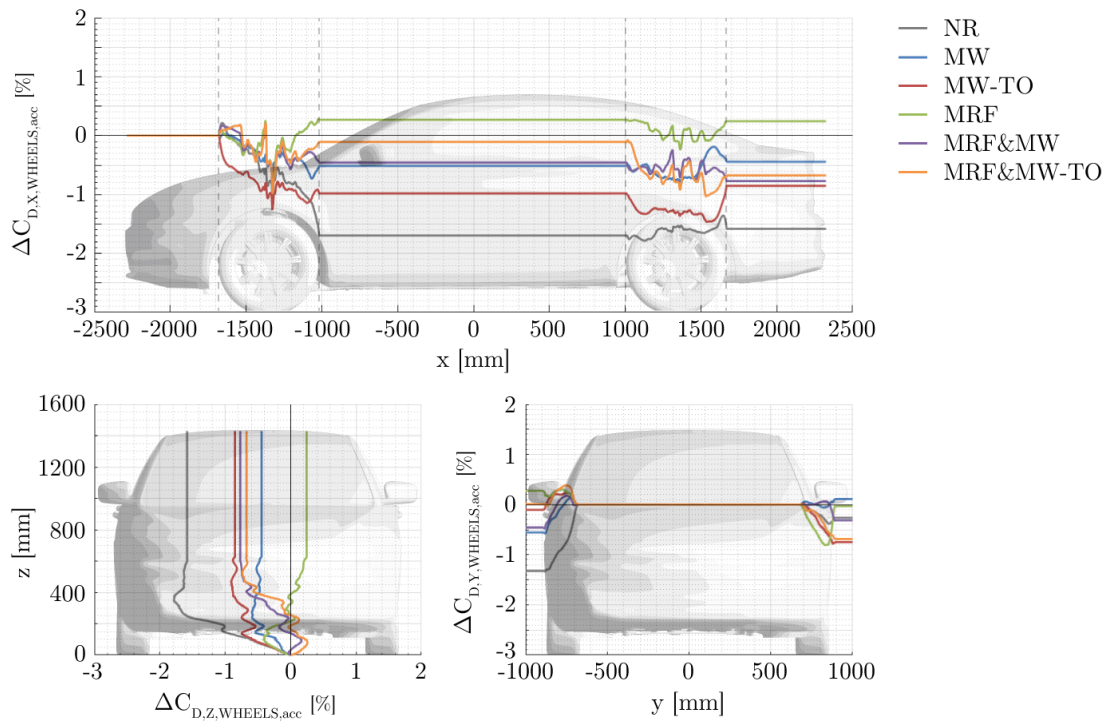 NR
MW
MW-TO
MRF
MRF&MW
MRF&MW-TO
ΔC_D,X,WHEELS,acc [%]
2
1
0
-1
-2
-3
-2500 -2000 -1500 -1000 -500 0 500 1000 1500 2000 2500
x [mm]
z [mm]
1600
1200
800
400
0
-3 -2 -1 0 1 2
ΔC_D,Z,WHEELS,acc [%]
ΔC_D,Y,WHEELS,acc [%]
2
1
0
-1
-2
-3
-1000 -500 0 500 1000
y [mm]